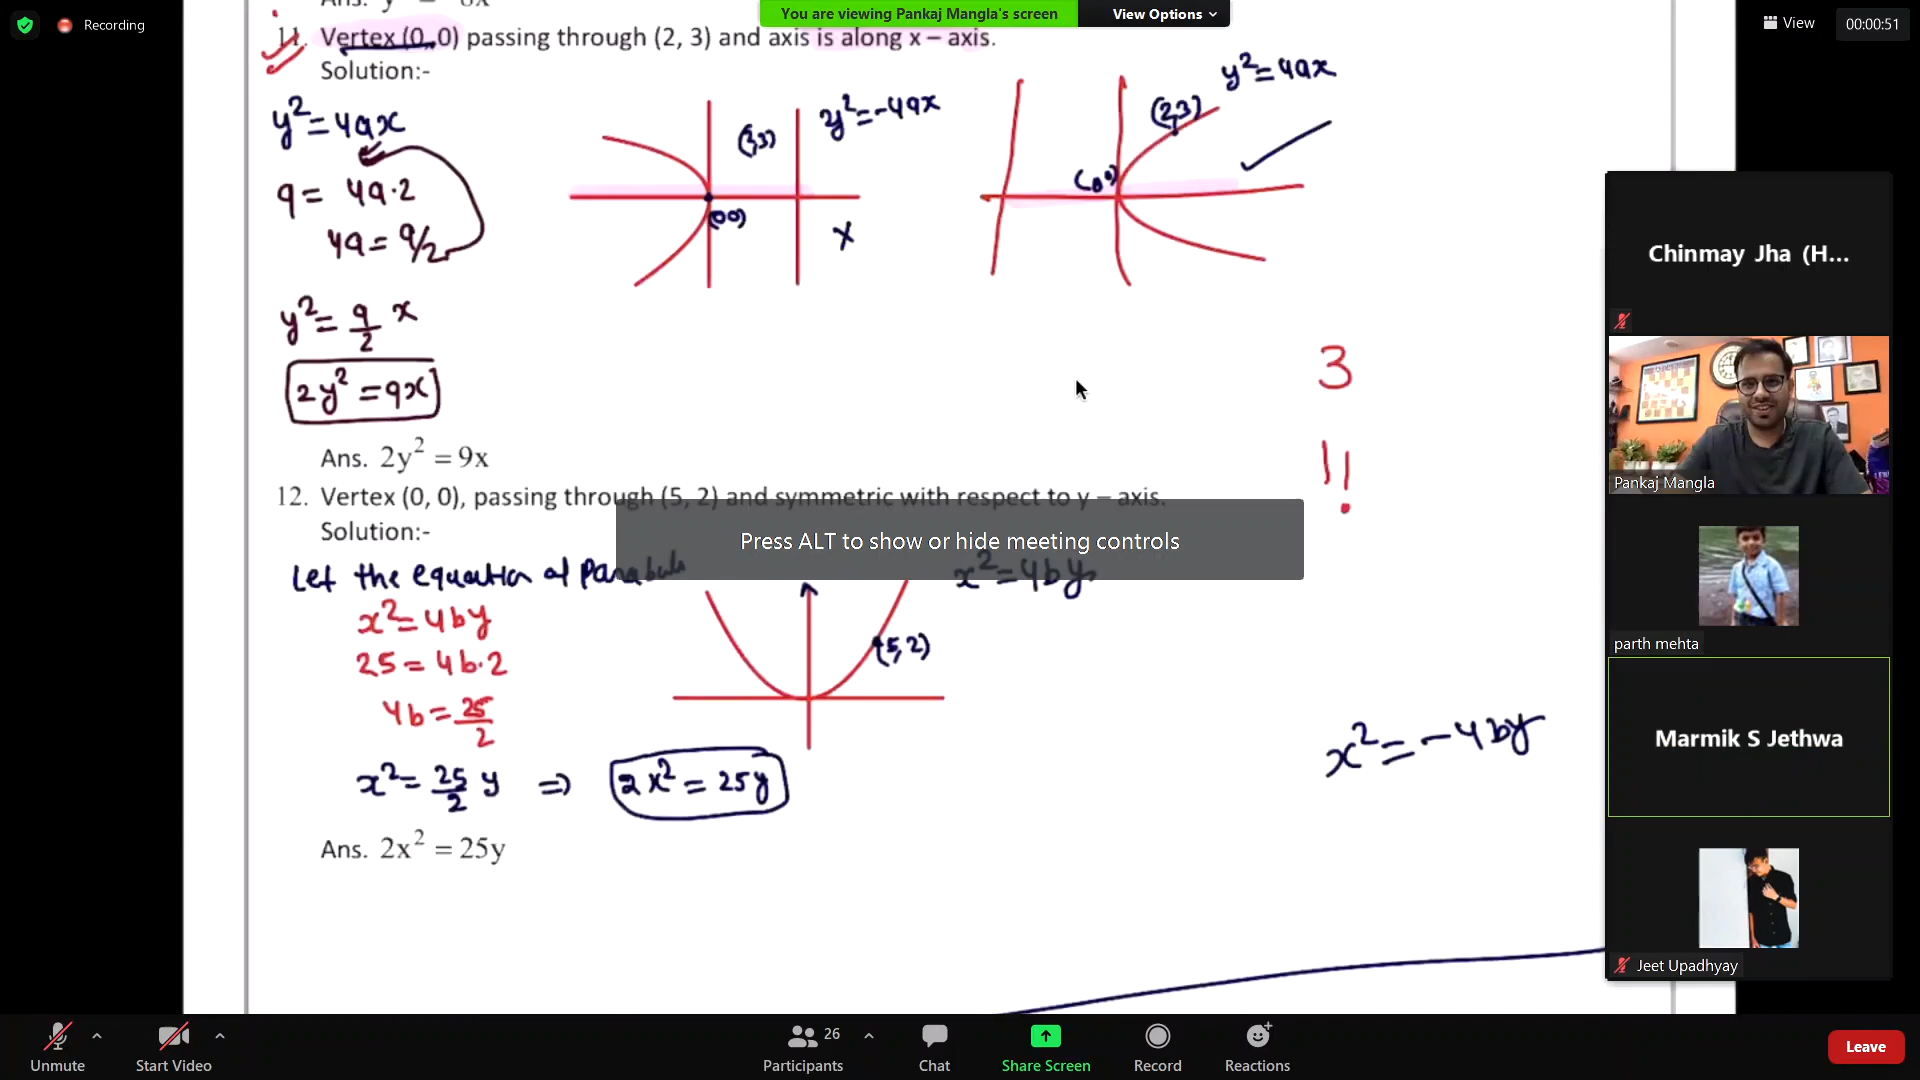 Recording
You are viewing Pankaj Mangla's screen
View Options
View
00:00:51
11. Vertex (0, 0) passing through (2, 3) and axis is along x – axis.
Solution:-
y² = 4ax
9 = 4a·2
4a = 9/2
y² = 9/2 x
2y² = 9x
(2,3)
y² = -4ax
(00)
X
y² = 4ax
(2,3)
(00)
3
11
Ans. 2y² = 9x
12. Vertex (0, 0), passing through (5, 2) and symmetric with respect to y – axis.
Solution:-
Press ALT to show or hide meeting controls
Let the equation of Parabola
x² = 4by
x² = 4by
25 = 4b·2
4b = 25/2
x² = 25/2 y ⇒ 2x² = 25y
(5,2)
x² = -4by
Ans. 2x² = 25y
Chinmay Jha (H...
Pankaj Mangla
parth mehta
Marmik S Jethwa
Jeet Upadhyay
Unmute
Start Video
26
Participants
Chat
Share Screen
Record
Reactions
Leave